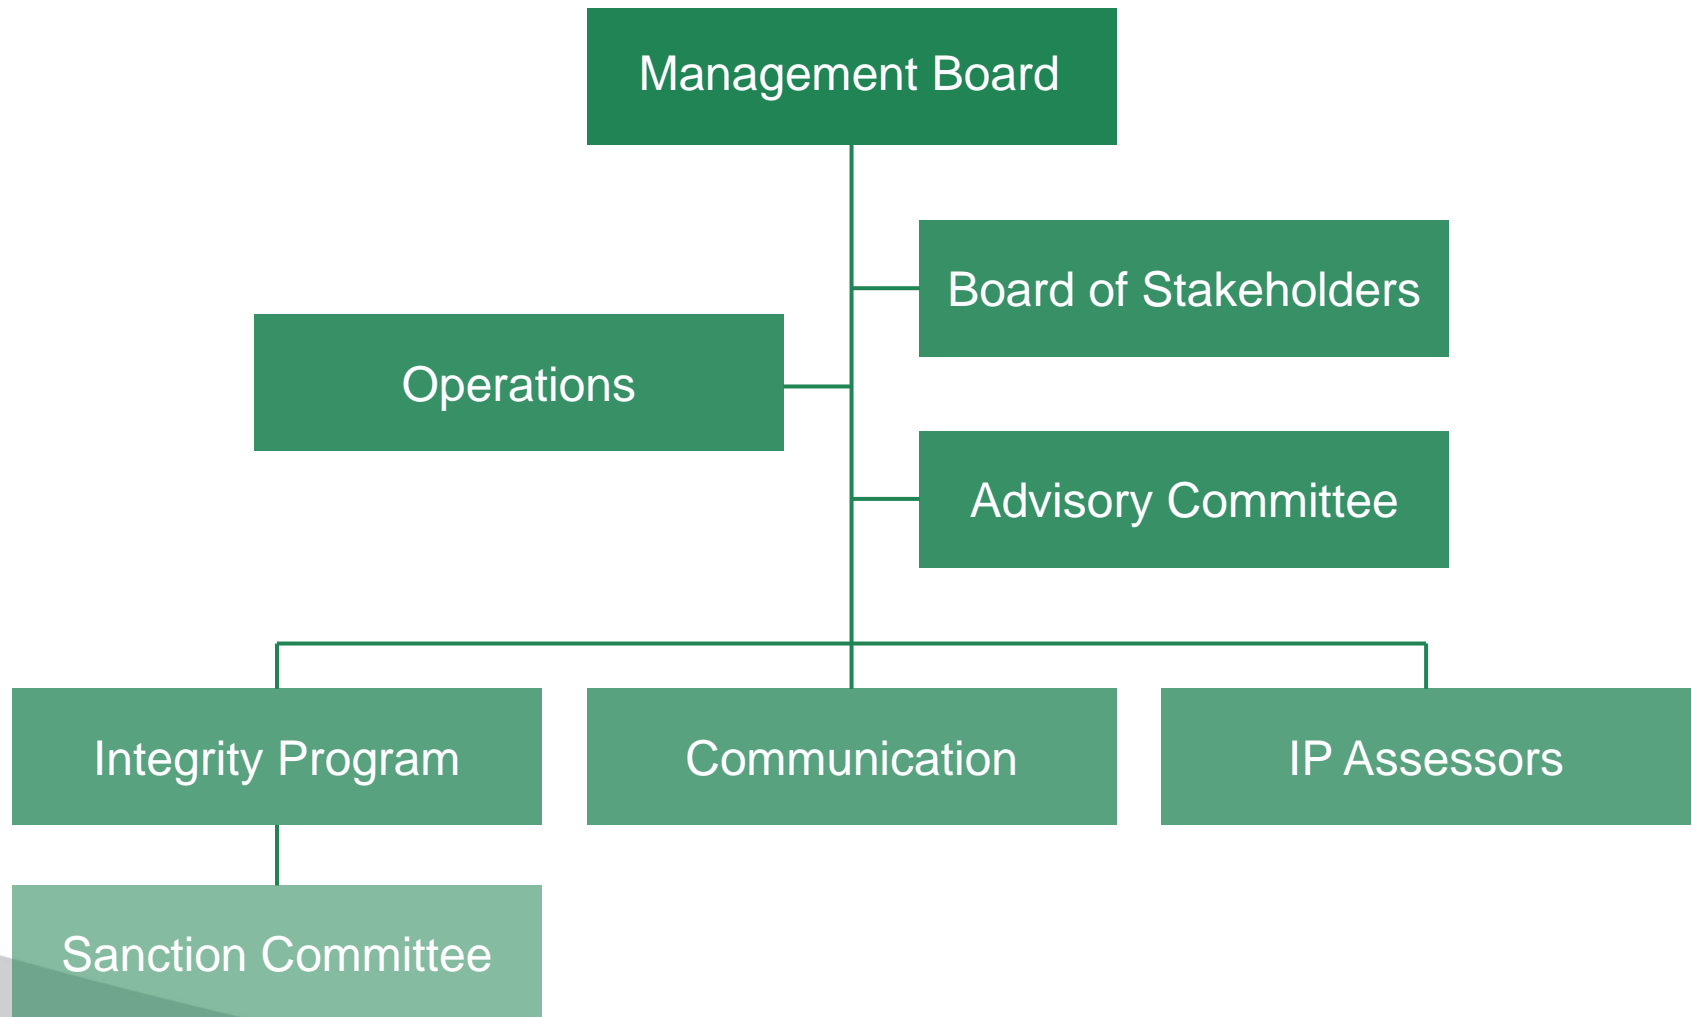 Management Board
Board of Stakeholders
Operations
Advisory Committee
Integrity Program
Communication
IP Assessors
Sanction Committee